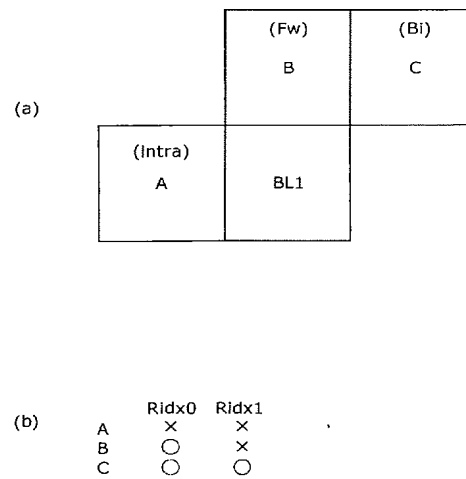 (a)
(Fw) (Bi)
B C
(Intra)
A BL1
(b)
Ridx0 Ridx1
A × ×
B ○ ×
C ○ ○